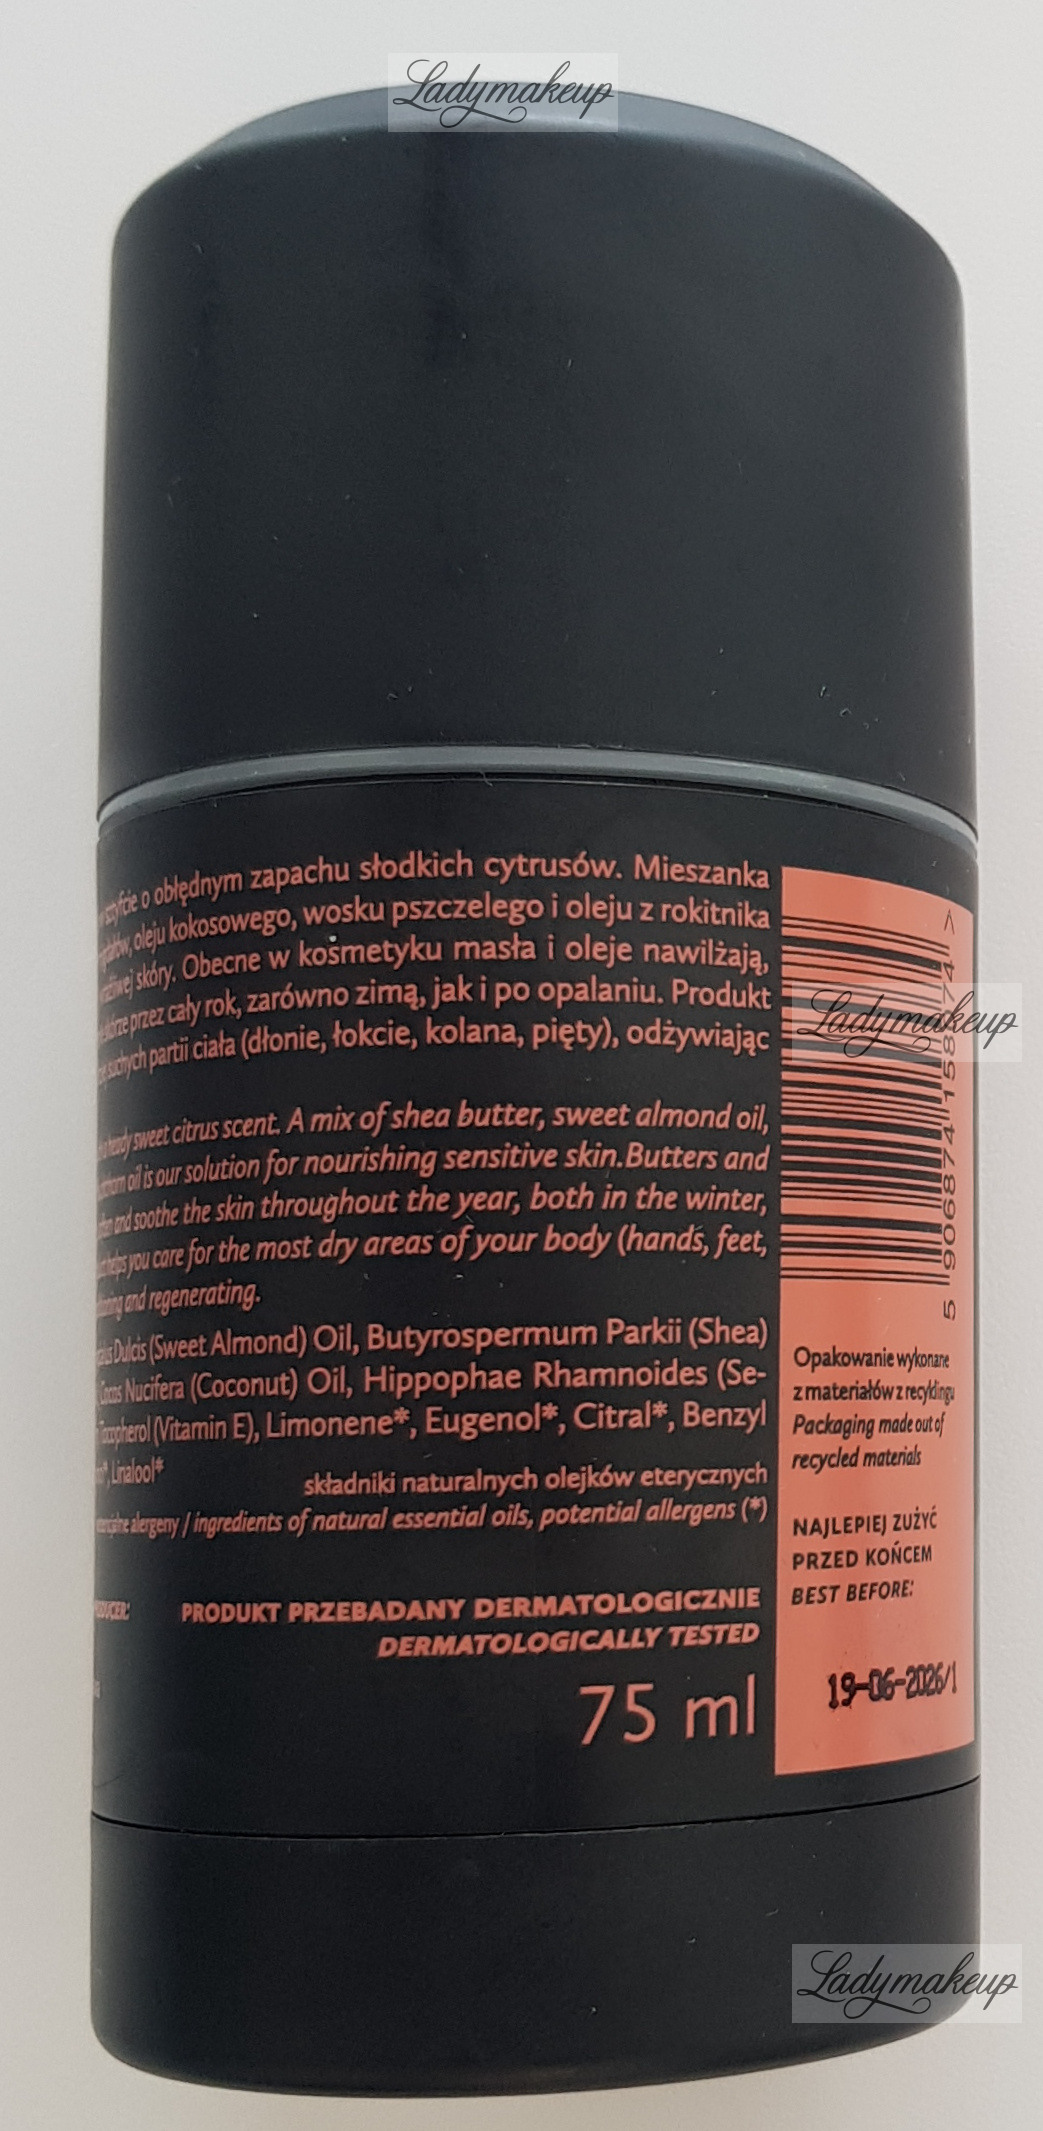 Ladymakeup
sztyfcie o obłędnym zapachu słodkich cytrusów. Mieszanka
oleju kokosowego, wosku pszczelego i oleju z rokitnika
skóry. Obecne w kosmetyku masła i oleje nawilżają,
skórze przez cały rok, zarówno zimą, jak i po opalaniu. Produkt
suchych partii ciała (dłonie, łokcie, kolana, pięty), odżywiając
heady sweet citrus scent. A mix of shea butter, sweet almond oil,
oil is our solution for nourishing sensitive skin.Butters and
and soothe the skin throughout the year, both in the winter,
helps you care for the most dry areas of your body (hands, feet,
and regenerating.
Dulcis (Sweet Almond) Oil, Butyrospermum Parkii (Shea)
Cocos Nucifera (Coconut) Oil, Hippophae Rhamnoides (Se-
Tocopherol (Vitamin E), Limonene*, Eugenol*, Citral*, Benzyl
Linalool*
składniki naturalnych olejków eterycznych
alergeny / ingredients of natural essential oils, potential allergens (*)
PRODUKT PRZEBADANY DERMATOLOGICZNIE
DERMATOLOGICALLY TESTED
75 ml
Ladymakeup
Opakowanie wykonane
z materiałów z recyklingu
Packaging made out of
recycled materials
NAJLEPIEJ ZUŻYĆ
PRZED KOŃCEM
BEST BEFORE:
19-06-2026/1
Ladymakeup